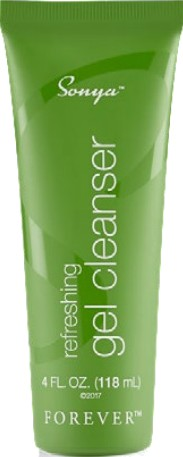 Sonya™
refreshing
gel cleanser
4 FL. OZ. (118 mL)
©2017
FOREVER™